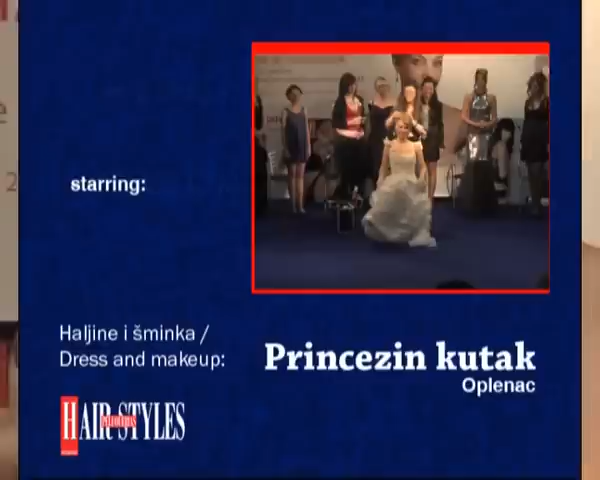 starring:
Haljine i šminka /
Dress and makeup:
Princezin kutak
Oplenac
HAIR STYLES